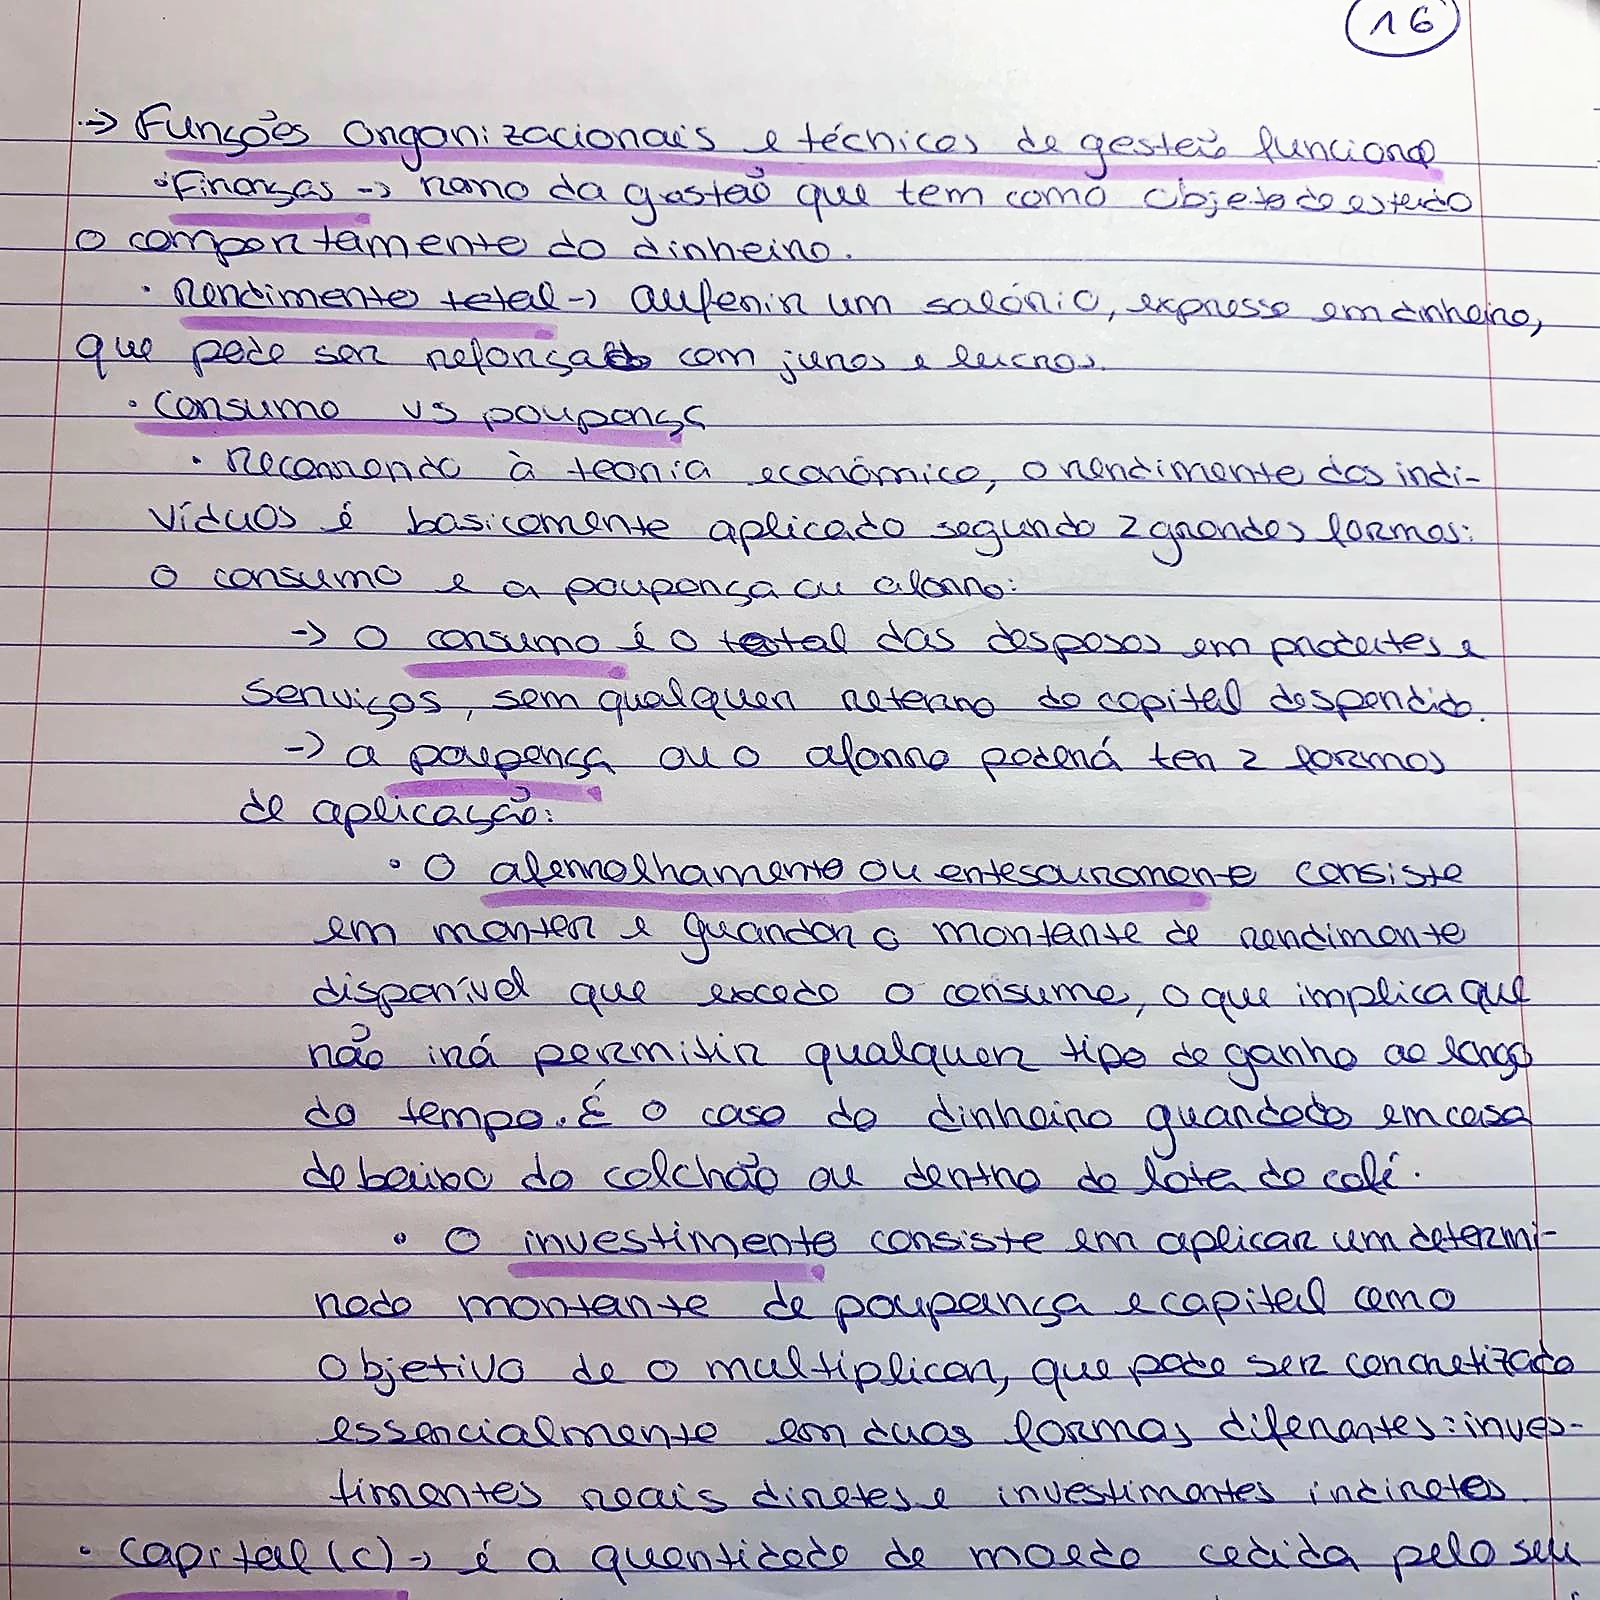 16
→ Funções organizacionais e técnicas de gestão funcional
• Finanças → ramo da gestão que tem como objeto de estudo
o comportamento do dinheiro.
• rendimento total → auferir um salário, expresso em dinheiro,
que pode ser reforçado com juros e lucros.
• Consumo vs poupança
• Recorrendo à teoria económica, o rendimento dos indi-
víduos é basicamente aplicado segundo 2 grandes formas:
o consumo e a poupança ou aforro:
→ O consumo é o total das despesas em produtos e
serviços, sem qualquer retorno do capital despendido.
→ a poupança ou o aforro poderá ter 2 formas
de aplicação:
• O aferrolhamento ou entesouramento consiste
em manter e guardar o montante de rendimento
disponível que excede o consumo, o que implica que
não irá permitir qualquer tipo de ganho ao longo
do tempo. É o caso do dinheiro guardado em casa
debaixo do colchão ou dentro da lata do café.
• O investimento consiste em aplicar um determi-
nado montante de poupança e capital como
objetivo de o multiplicar, que pode ser concretizado
essencialmente em duas formas diferentes: inves-
timentos reais diretos e investimentos indiretos.
• Capital (C) → é a quantidade de moeda cedida pelo seu